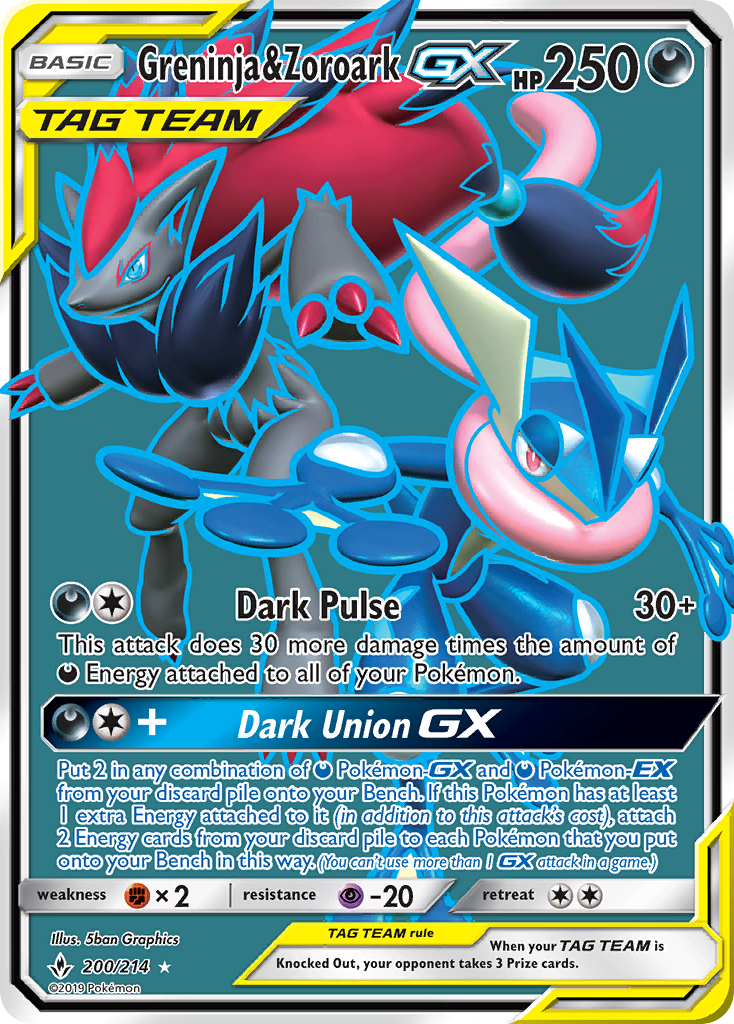 BASIC Greninja&Zoroark GX HP 250
TAG TEAM
Dark Pulse 30+
This attack does 30 more damage times the amount of
Energy attached to all of your Pokémon.
+ Dark Union GX
Put 2 in any combination of Pokémon-GX and Pokémon-EX
from your discard pile onto your Bench. If this Pokémon has at least
1 extra Energy attached to it (in addition to this attack's cost), attach
2 Energy cards from your discard pile to each Pokémon that you put
onto your Bench in this way. (You can't use more than 1 GX attack in a game.)
weakness ×2 resistance -20 retreat
Illus. 5ban Graphics
200/214
©2019 Pokémon
TAG TEAM rule
When your TAG TEAM is
Knocked Out, your opponent takes 3 Prize cards.